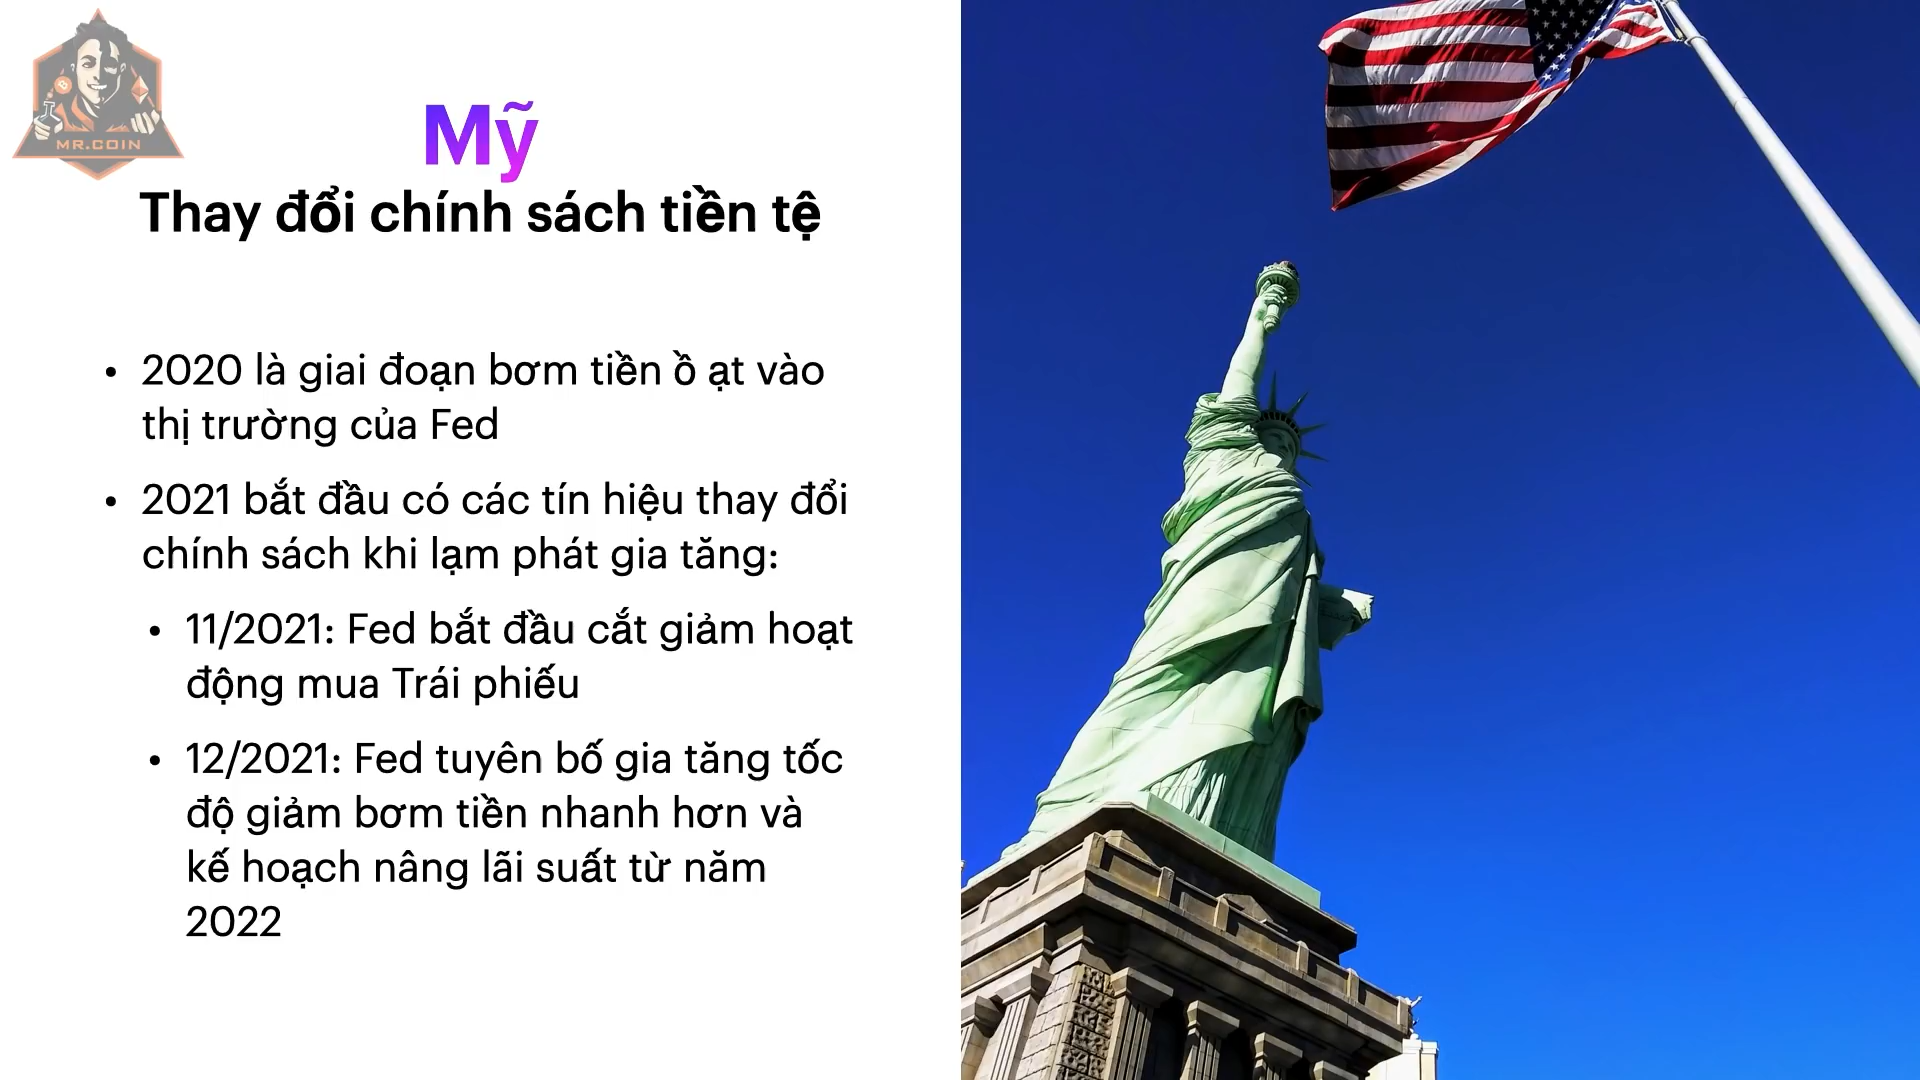 MR.COIN
Mỹ
Thay đổi chính sách tiền tệ
• 2020 là giai đoạn bơm tiền ồ ạt vào
thị trường của Fed
• 2021 bắt đầu có các tín hiệu thay đổi
chính sách khi lạm phát gia tăng:
• 11/2021: Fed bắt đầu cắt giảm hoạt
động mua Trái phiếu
• 12/2021: Fed tuyên bố gia tăng tốc
độ giảm bơm tiền nhanh hơn và
kế hoạch nâng lãi suất từ năm
2022